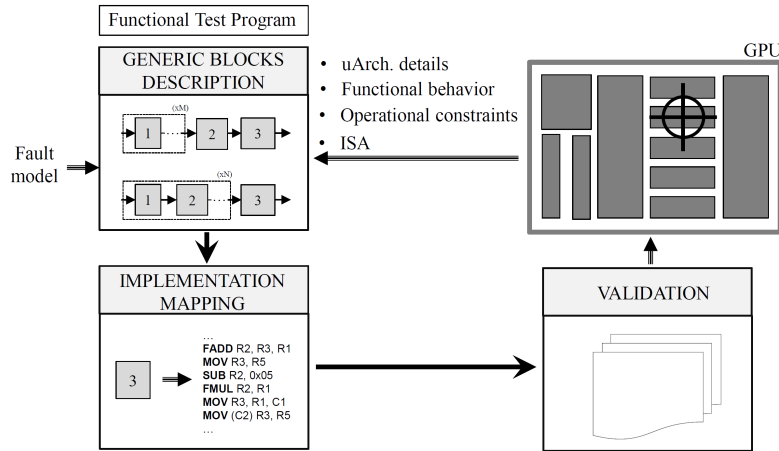 Functional Test Program
GENERIC BLOCKS
DESCRIPTION
(xM)
1
2
3
(xN)
1
2
3
Fault
model
• uArch. details
• Functional behavior
• Operational constraints
• ISA
GPU
IMPLEMENTATION
MAPPING
3
...
FADD R2, R3, R1
MOV R3, R5
SUB R2, 0x05
FMUL R2, R1
MOV R3, R1, C1
MOV (C2) R3, R5
...
VALIDATION